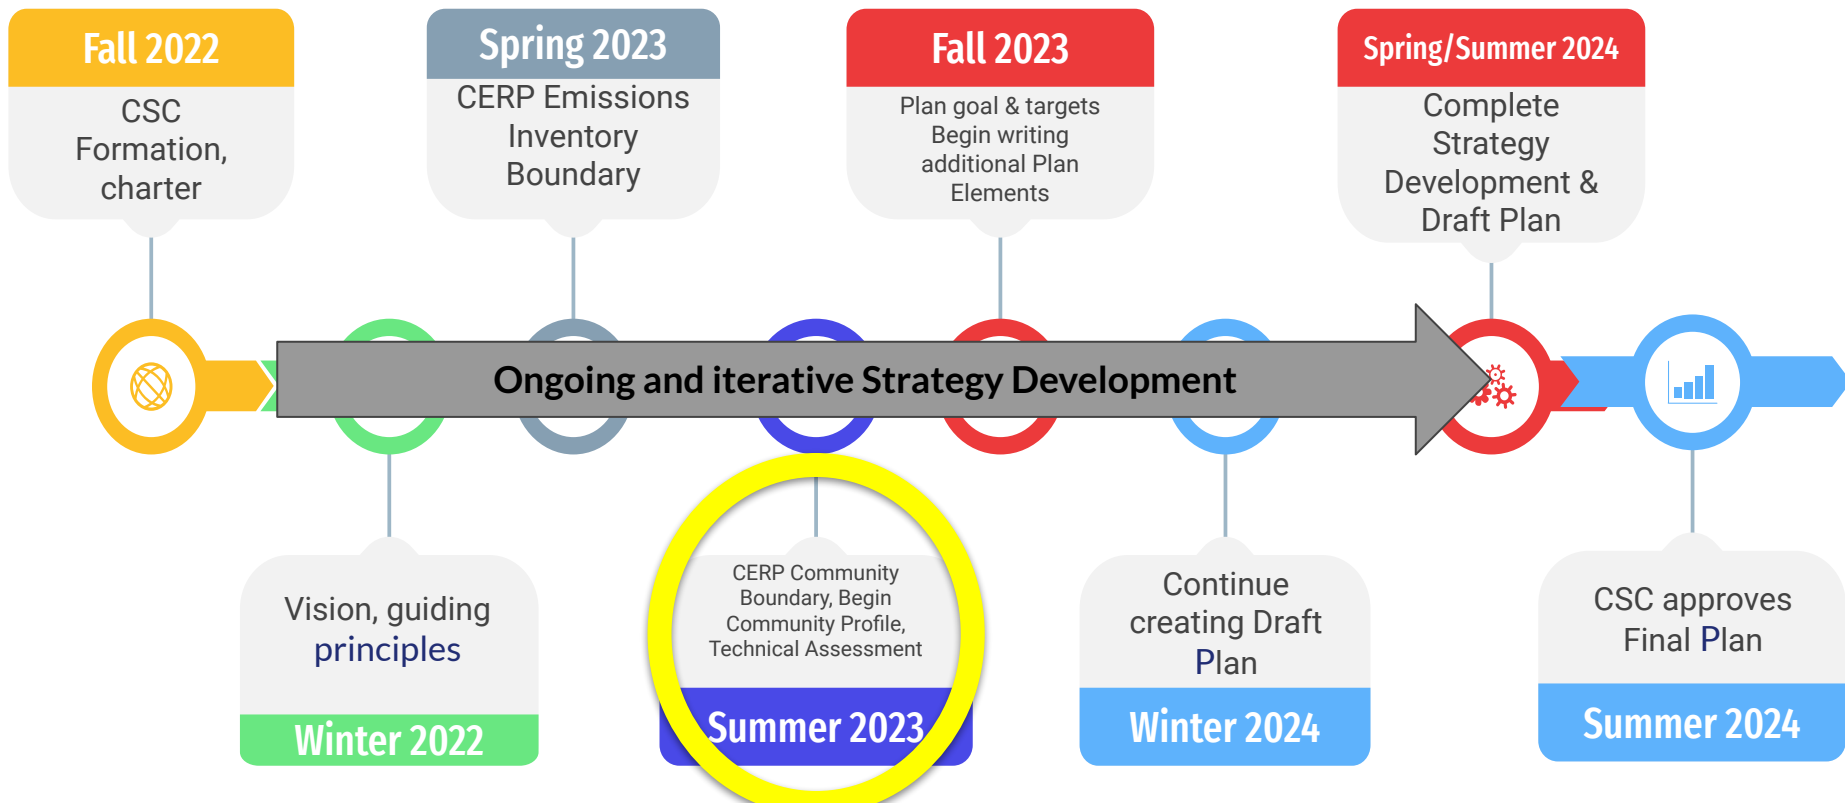 Fall 2022
CSC
Formation,
charter
Spring 2023
CERP Emissions
Inventory
Boundary
Fall 2023
Plan goal & targets
Begin writing
additional Plan
Elements
Spring/Summer 2024
Complete
Strategy
Development &
Draft Plan
Ongoing and iterative Strategy Development
Vision, guiding
principles
Winter 2022
CERP Community
Boundary, Begin
Community Profile,
Technical Assessment
Summer 2023
Continue
creating Draft
Plan
Winter 2024
CSC approves
Final Plan
Summer 2024